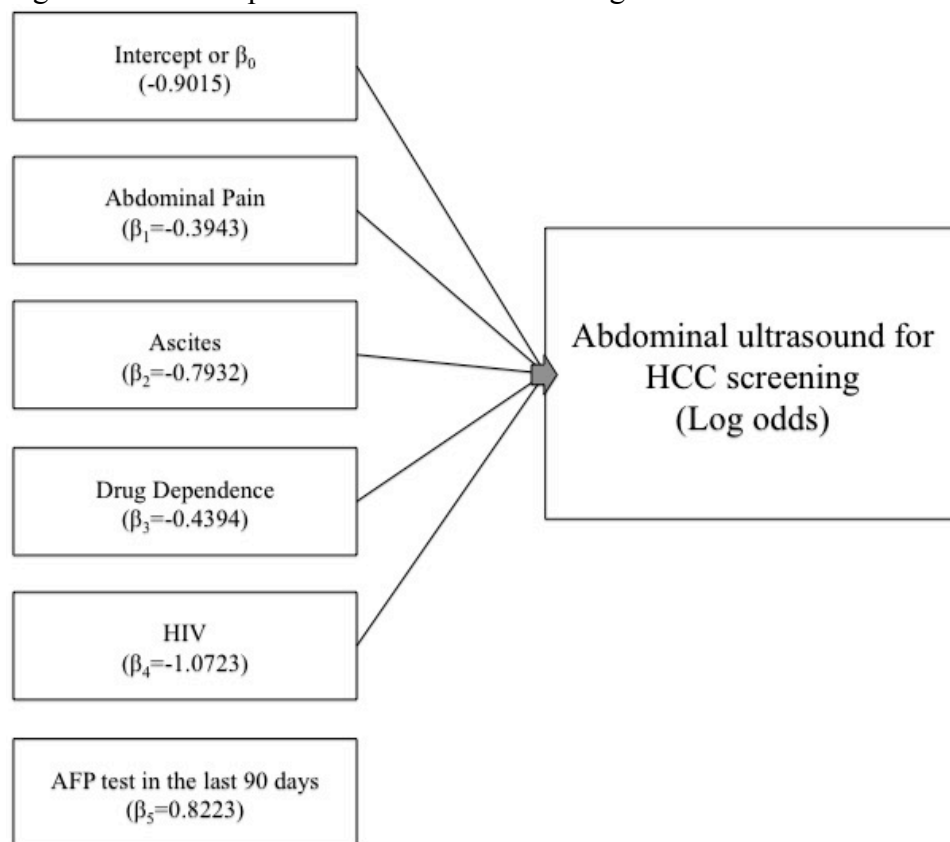 Intercept or β₀
(-0.9015)
Abdominal Pain
(β₁=-0.3943)
Ascites
(β₂=-0.7932)
Drug Dependence
(β₃=-0.4394)
HIV
(β₄=-1.0723)
AFP test in the last 90 days
(β₅=0.8223)
Abdominal ultrasound for
HCC screening
(Log odds)